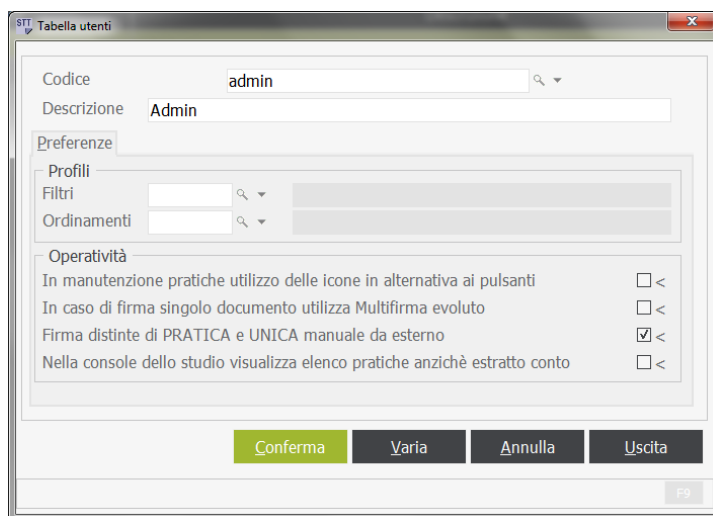 STT Tabella utenti
x
Codice admin
Descrizione Admin
Preferenze
Profili
Filtri
Ordinamenti
Operatività
In manutenzione pratiche utilizzo delle icone in alternativa ai pulsanti <
In caso di firma singolo documento utilizza Multifirma evoluto <
Firma distinte di PRATICA e UNICA manuale da esterno <
Nella console dello studio visualizza elenco pratiche anzichè estratto conto <
Conferma Varia Annulla Uscita
F9